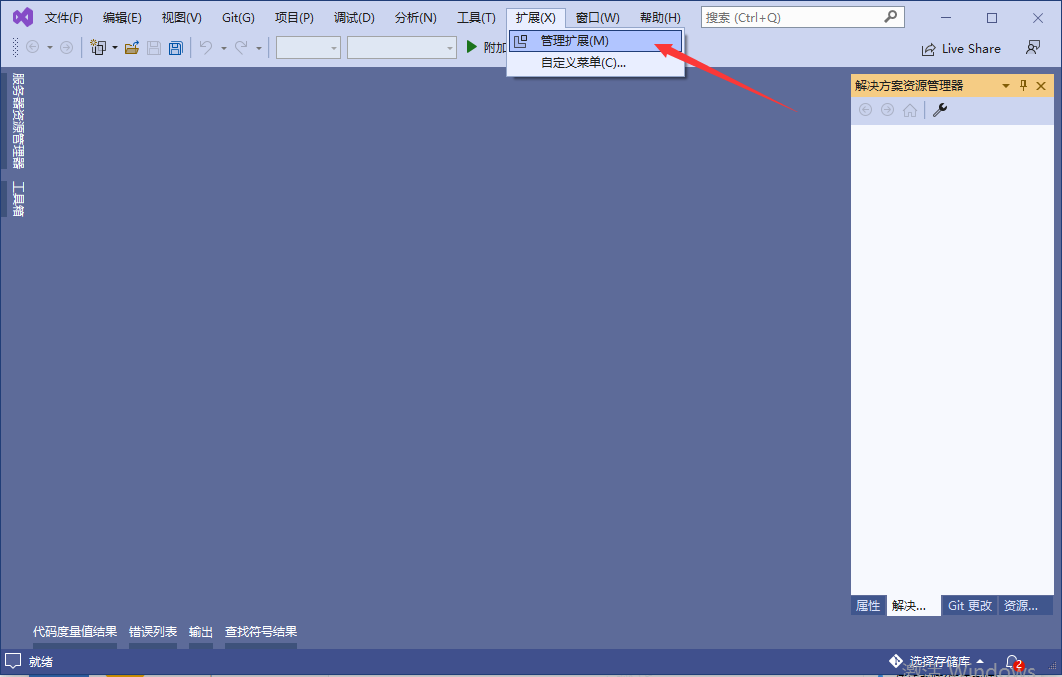 文件(F) 编辑(E) 视图(V) Git(G) 项目(P) 调试(D) 分析(N) 工具(T) 扩展(X) 窗口(W) 帮助(H) 搜索 (Ctrl+Q)
管理扩展(M)
自定义菜单(C)...
附加
Live Share
服务器资源管理器
工具箱
解决方案资源管理器
属性 解决... Git 更改 资源...
代码度量值结果 错误列表 输出 查找符号结果
就绪 选择存储库 2
激活 Windows